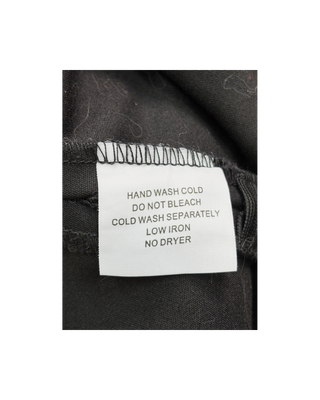 HAND WASH COLD
DO NOT BLEACH
COLD WASH SEPARATELY
LOW IRON
NO DRYER